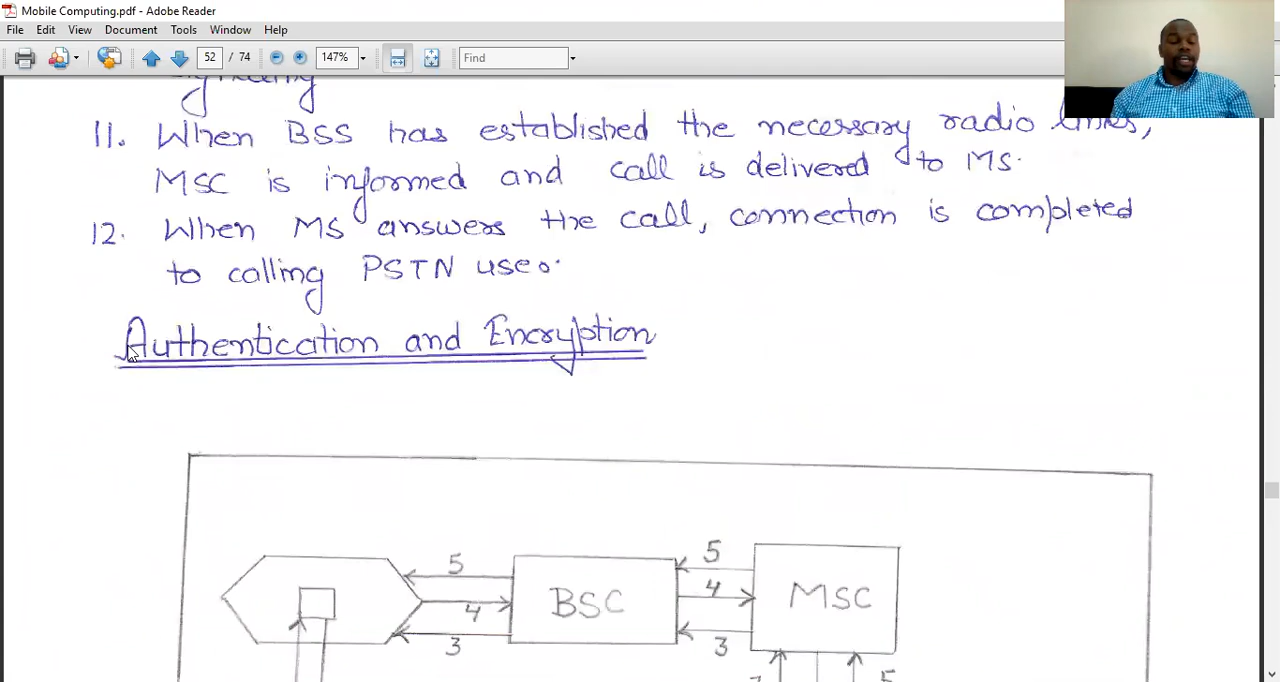 Mobile Computing.pdf - Adobe Reader
File Edit View Document Tools Window Help
52 / 74 147% Find
11. When BSS has established the necessary radio links,
MSC is informed and call is delivered to MS.
12. When MS answers the call, connection is completed
to calling PSTN user.
Authentication and Encryption
5 5
4 BSC 4 MSC
3 3
5